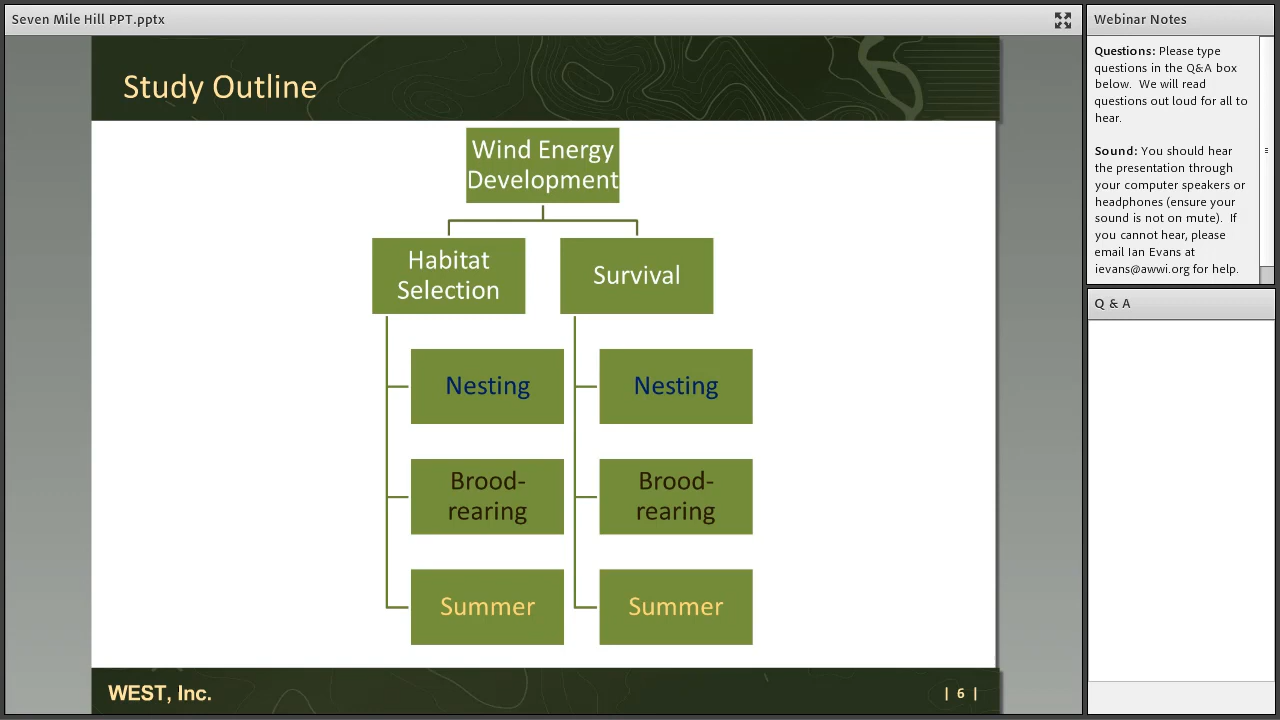 Seven Mile Hill PPT.pptx
Study Outline
Wind Energy
Development
Habitat
Selection
Survival
Nesting
Nesting
Brood-
rearing
Brood-
rearing
Summer
Summer
WEST, Inc.
| 6 |
Webinar Notes
Questions: Please type
questions in the Q&A box
below. We will read
questions out loud for all to
hear.
Sound: You should hear
the presentation through
your computer speakers or
headphones (ensure your
sound is not on mute). If
you cannot hear, please
email Ian Evans at
ievans@awwi.org for help.
Q & A